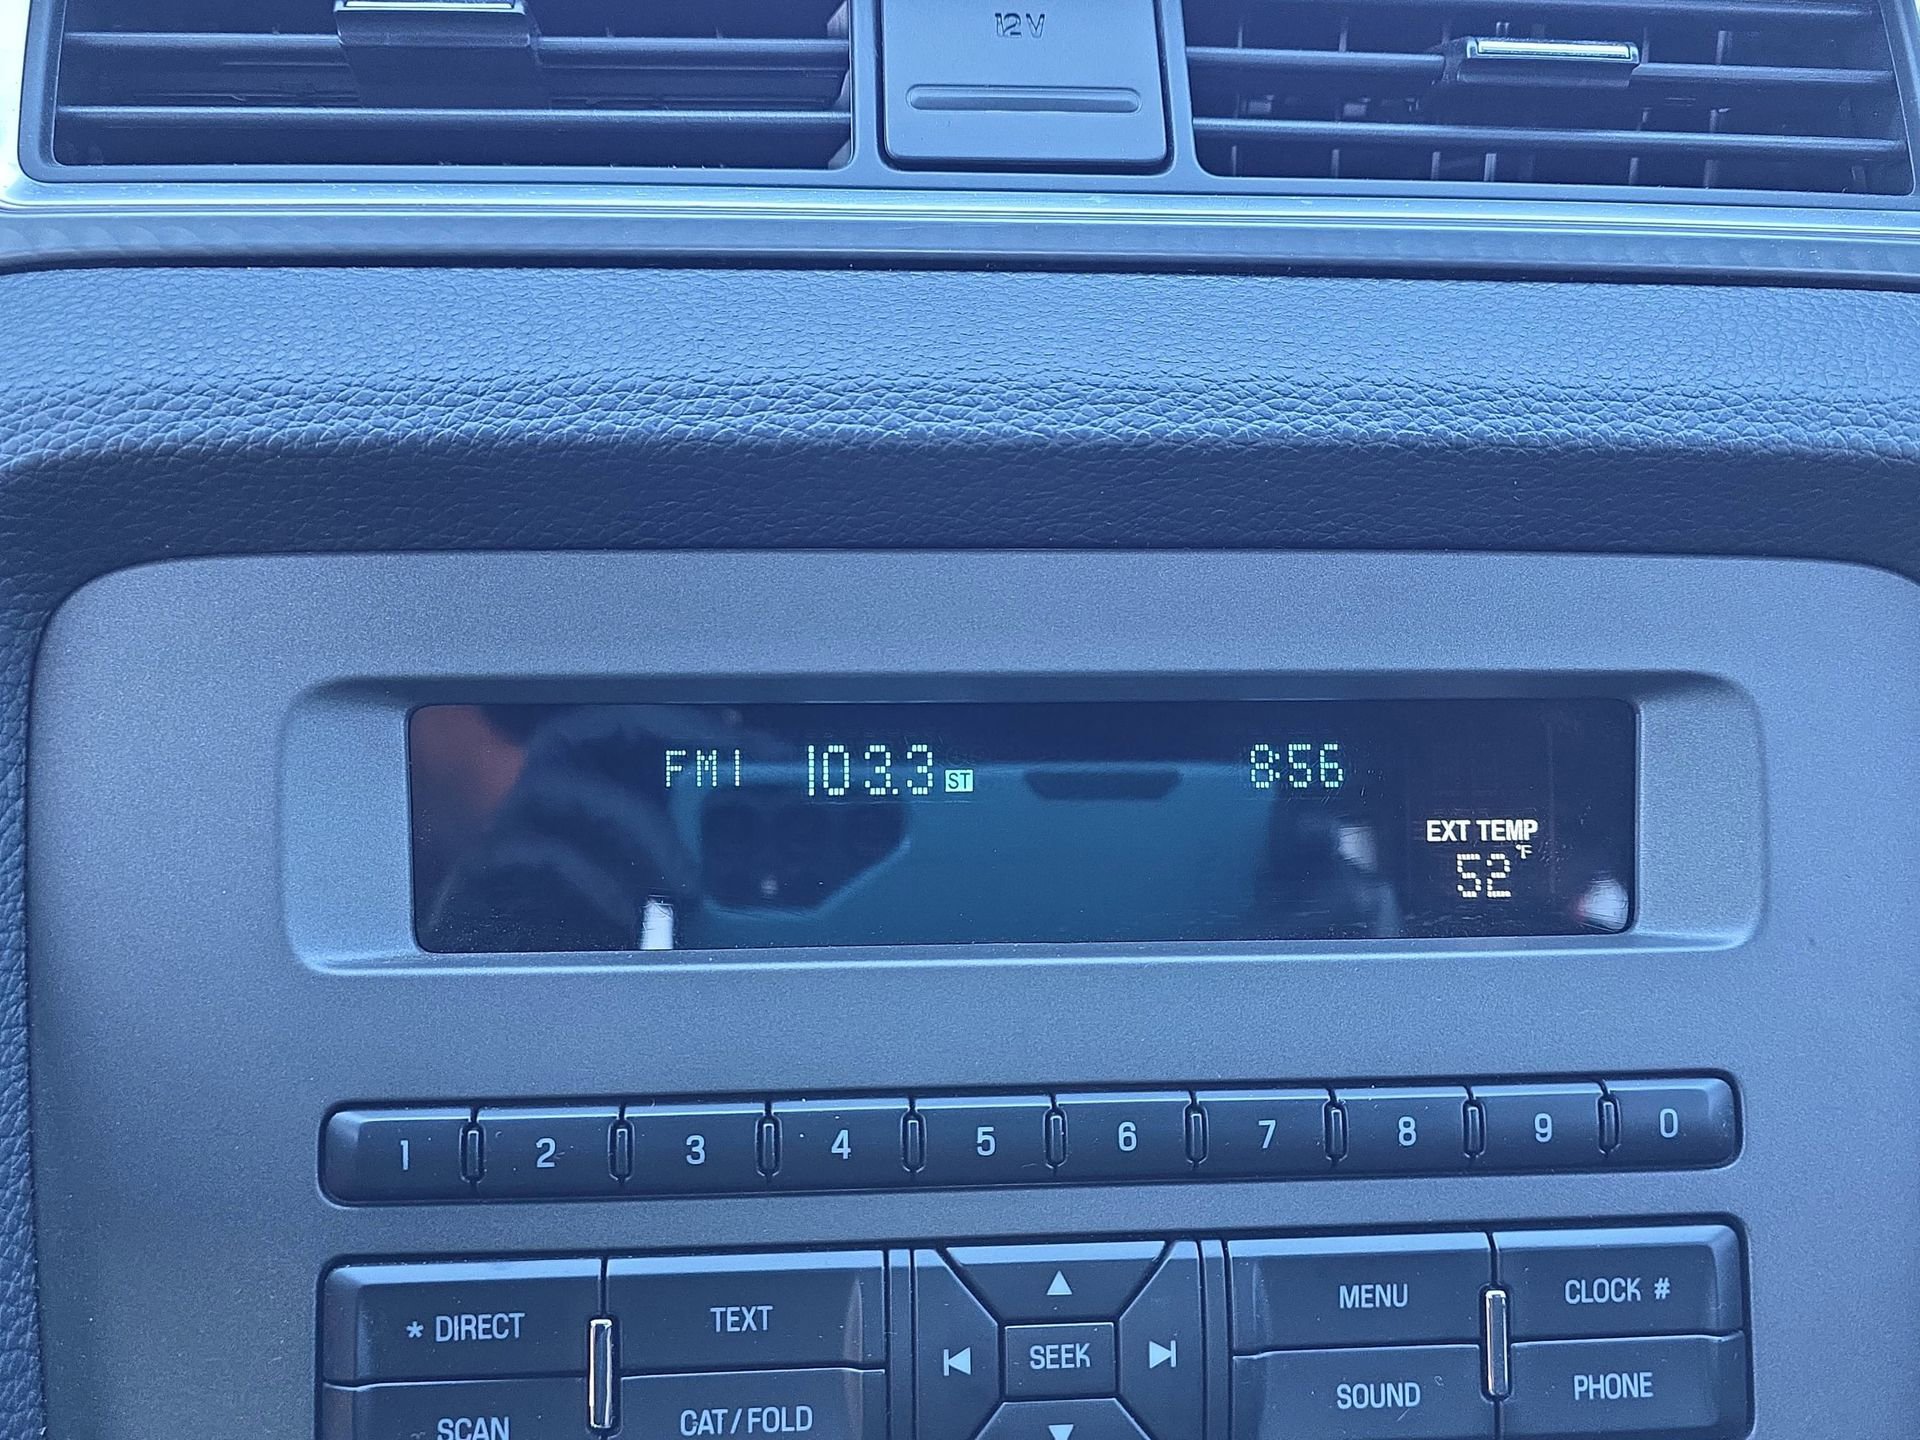 12V
FM1 103.3 ST 8:56
EXT TEMP
52°F
1 2 3 4 5 6 7 8 9 0
* DIRECT TEXT MENU CLOCK #
SEEK
SCAN CAT/FOLD SOUND PHONE